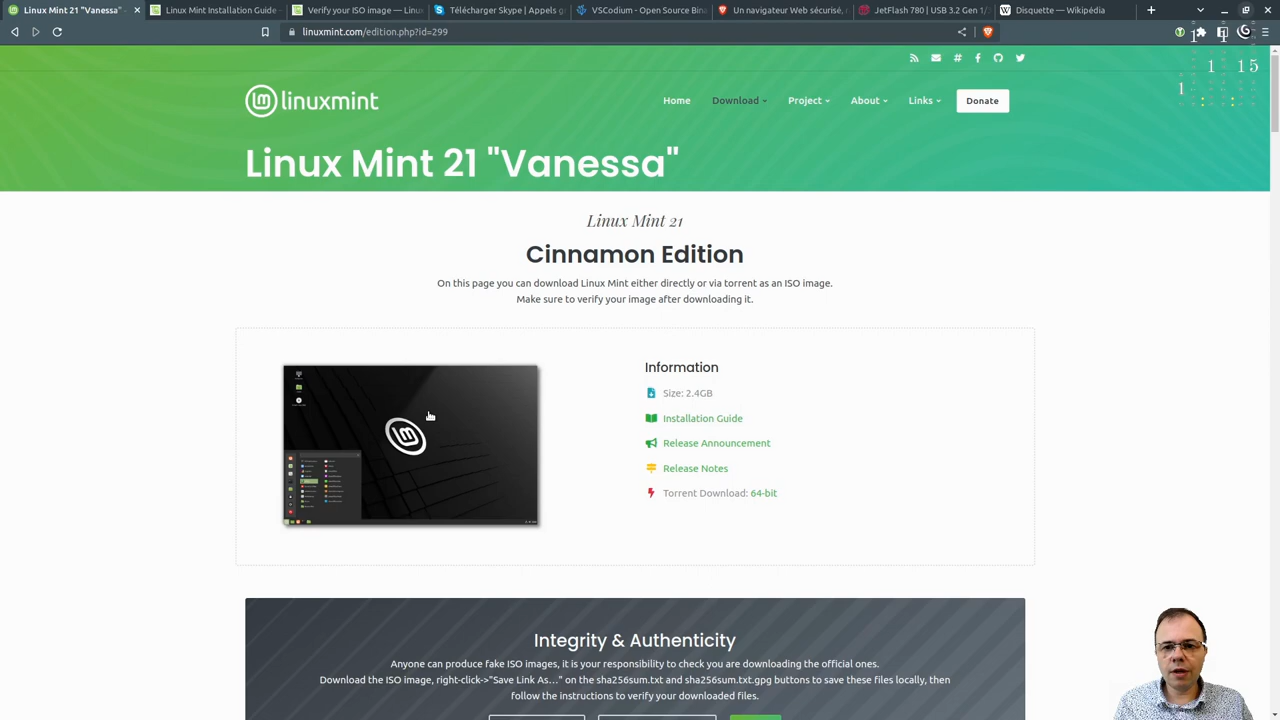 Linux Mint 21 "Vanessa"
Linux Mint Installation Guide
Verify your ISO image — Linu
Télécharger Skype | Appels g
VSCodium - Open Source Bina
Un navigateur Web sécurisé,
JetFlash 780 | USB 3.2 Gen 1/
Disquette — Wikipédia
linuxmint.com/edition.php?id=299
1
1 15
1
linuxmint
Home
Download
Project
About
Links
Donate
Linux Mint 21 "Vanessa"
Linux Mint 21
Cinnamon Edition
On this page you can download Linux Mint either directly or via torrent as an ISO image.
Make sure to verify your image after downloading it.
Information
Size: 2.4GB
Installation Guide
Release Announcement
Release Notes
Torrent Download: 64-bit
Integrity & Authenticity
Anyone can produce fake ISO images, it is your responsibility to check you are downloading the official ones.
Download the ISO image, right-click->"Save Link As..." on the sha256sum.txt and sha256sum.txt.gpg buttons to save these files locally, then
follow the instructions to verify your downloaded files.